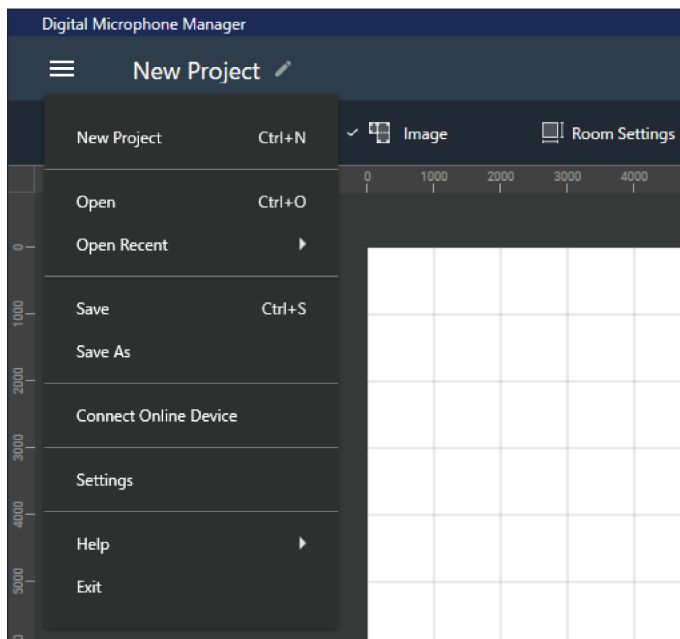 Digital Microphone Manager
New Project
New Project Ctrl+N
Image
Room Settings
0 1000 2000 3000 4000
Open Ctrl+O
Open Recent
0
Save Ctrl+S
1000
Save As
2000
Connect Online Device
3000
Settings
4000
Help
5000
Exit